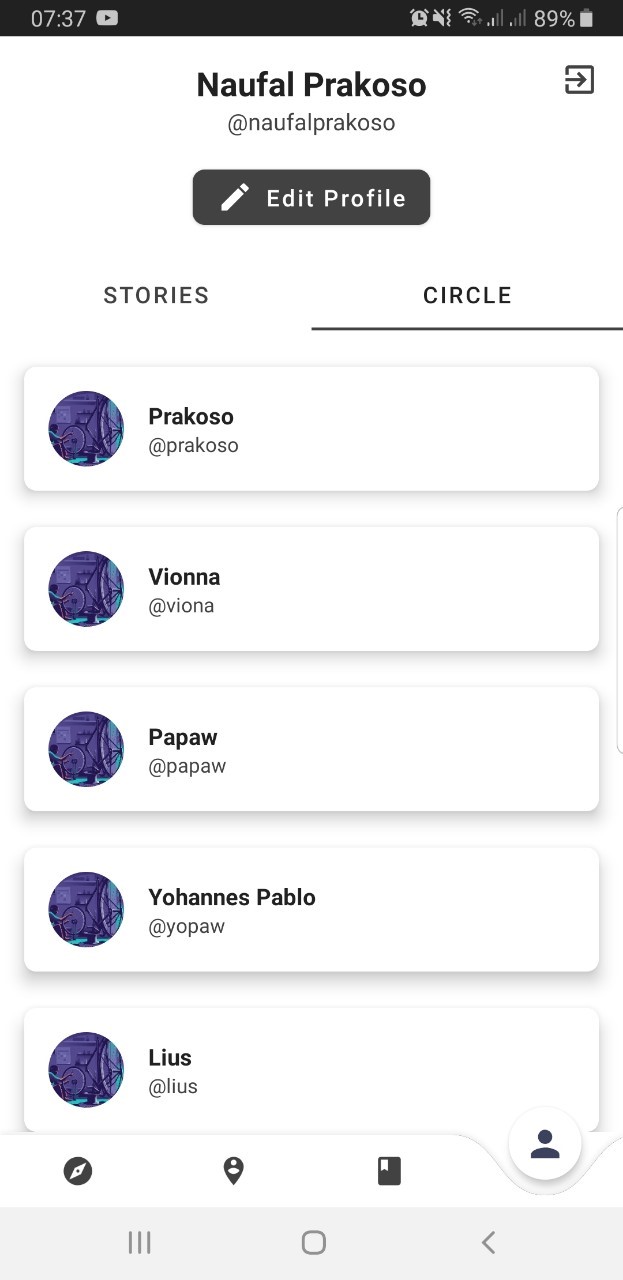 07:37
89%
Naufal Prakoso
@naufalprakoso
Edit Profile
STORIES
CIRCLE
Prakoso
@prakoso
Vionna
@viona
Papaw
@papaw
Yohannes Pablo
@yopaw
Lius
@lius